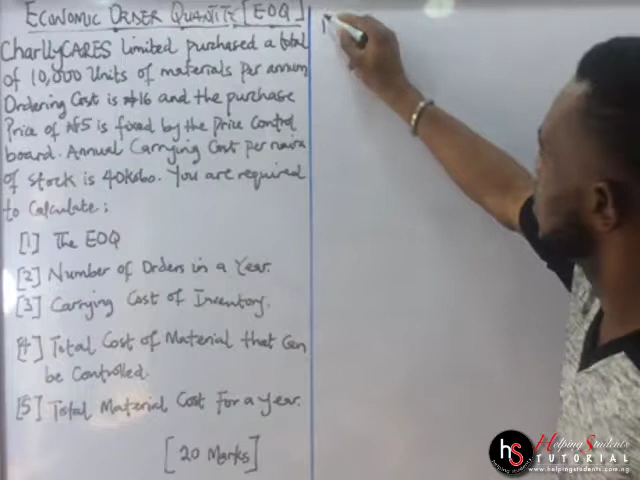 ECONOMIC ORDER QUANTITY [EOQ]
CharllyCARES Limited purchased a total
of 10,000 Units of materials per annum
Ordering Cost is ₦16 and the purchase
Price of ₦5 is fixed by the Price Control
board. Annual Carrying Cost per naira
of stock is 40Kobo. You are required
to Calculate:
[1] The EOQ
[2] Number of Orders in a Year.
[3] Carrying Cost of Inventory.
[4] Total Cost of Material that Can
be Controlled.
[5] Total Material Cost For a Year.
[20 Marks]
hS
helping students
Helping Students
TUTORIAL
www.helpingstudents.com.ng